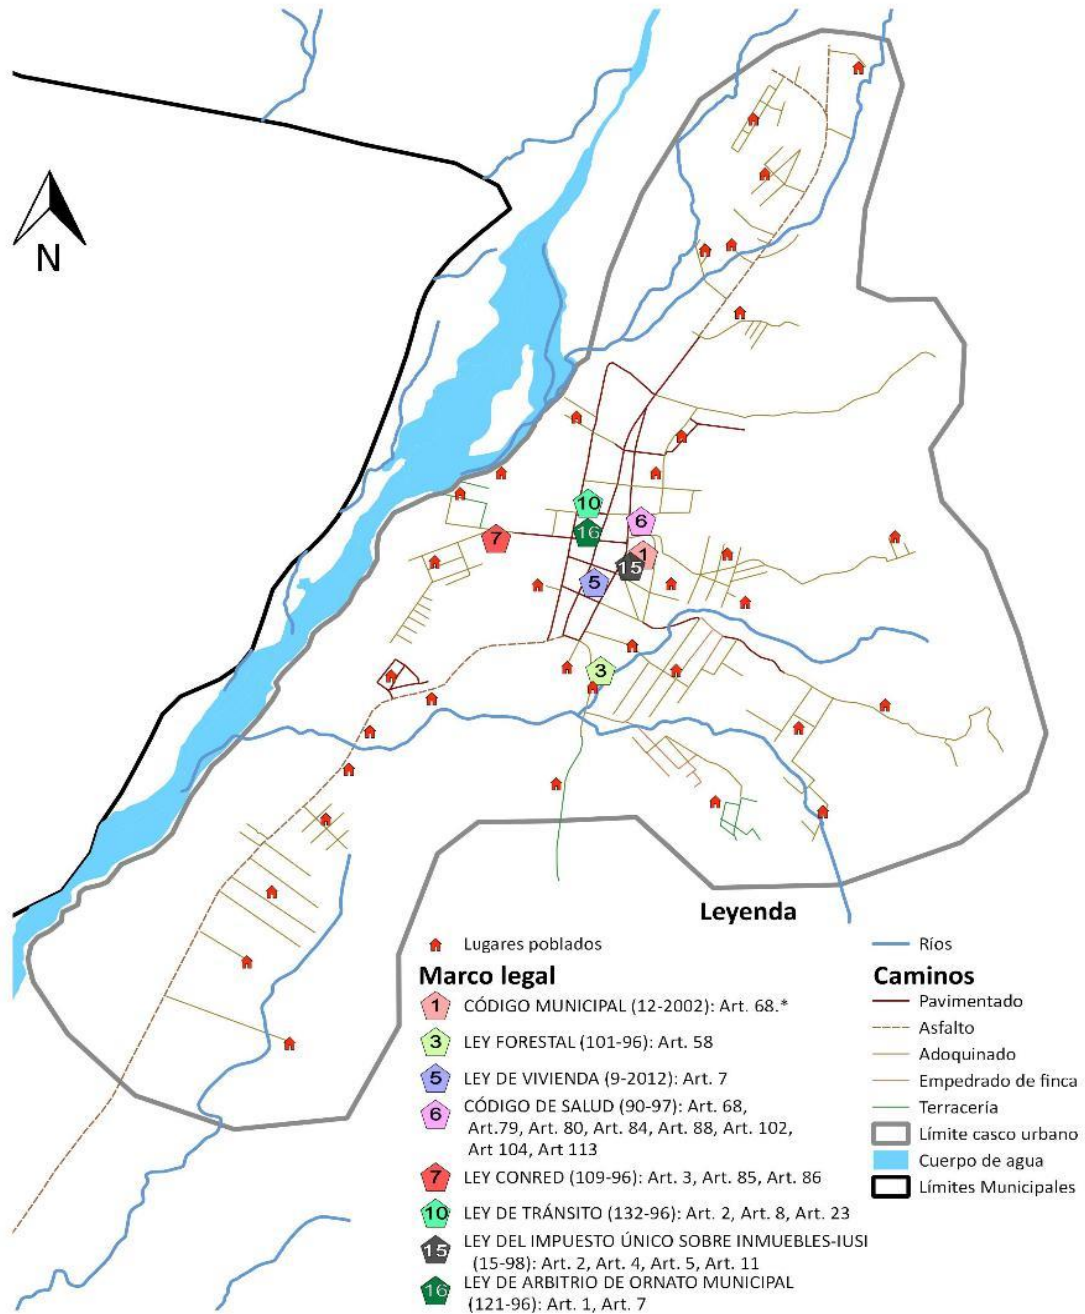 N
10
6
16
7
1
15
5
3
Leyenda
Lugares poblados
Marco legal
1 CÓDIGO MUNICIPAL (12-2002): Art. 68.*
3 LEY FORESTAL (101-96): Art. 58
5 LEY DE VIVIENDA (9-2012): Art. 7
6 CÓDIGO DE SALUD (90-97): Art. 68,
Art.79, Art. 80, Art. 84, Art. 88, Art. 102,
Art 104, Art 113
7 LEY CONRED (109-96): Art. 3, Art. 85, Art. 86
10 LEY DE TRÁNSITO (132-96): Art. 2, Art. 8, Art. 23
15 LEY DEL IMPUESTO ÚNICO SOBRE INMUEBLES-IUSI
(15-98): Art. 2, Art. 4, Art. 5, Art. 11
16 LEY DE ARBITRIO DE ORNATO MUNICIPAL
(121-96): Art. 1, Art. 7
Ríos
Caminos
Pavimentado
Asfalto
Adoquinado
Empedrado de finca
Terracería
Límite casco urbano
Cuerpo de agua
Límites Municipales